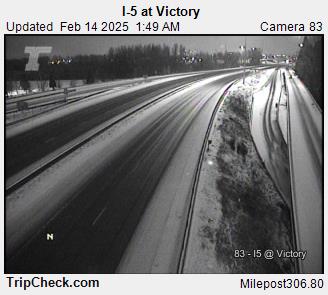 I-5 at Victory
Updated Feb 14 2025 1:49 AM Camera 83
T
N
83 - I5 @ Victory
TripCheck.com Milepost306.80